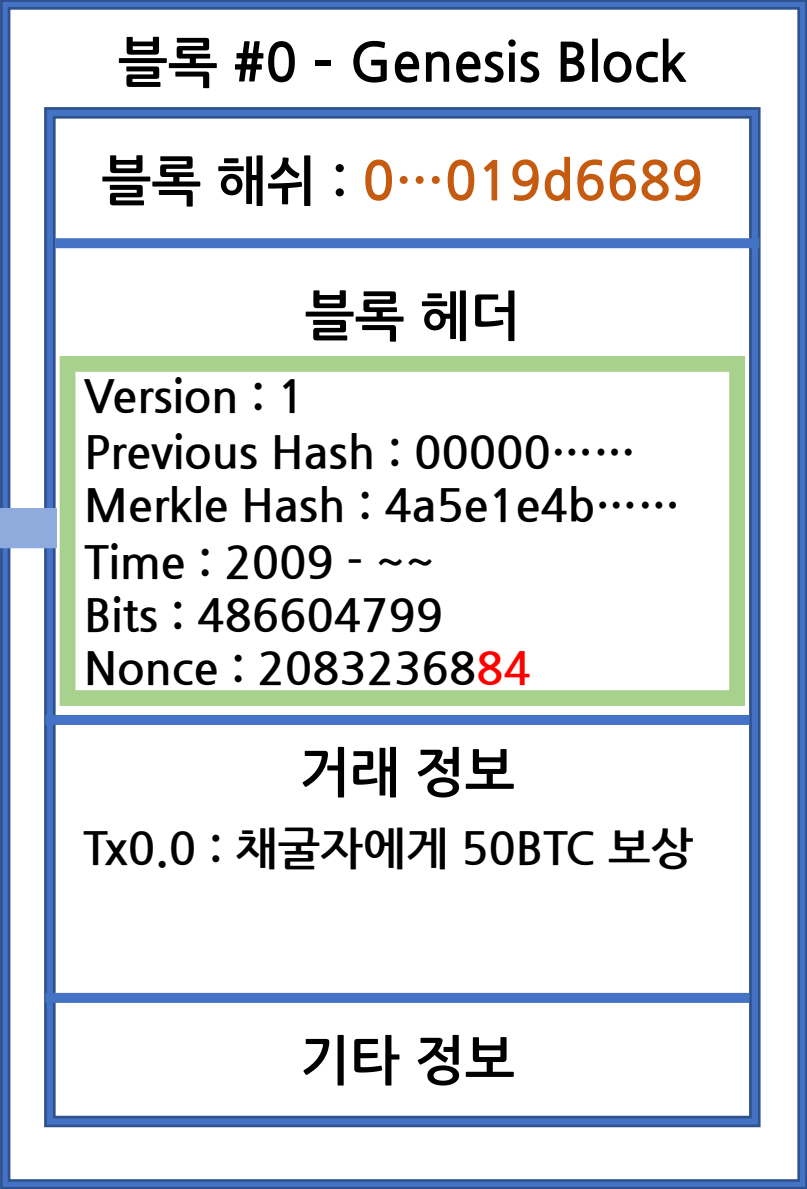 블록 #0 - Genesis Block
블록 해쉬 : 0…019d6689
블록 헤더
Version : 1
Previous Hash : 00000……
Merkle Hash : 4a5e1e4b……
Time : 2009 - ~~
Bits : 486604799
Nonce : 2083236884
거래 정보
Tx0.0 : 채굴자에게 50BTC 보상
기타 정보